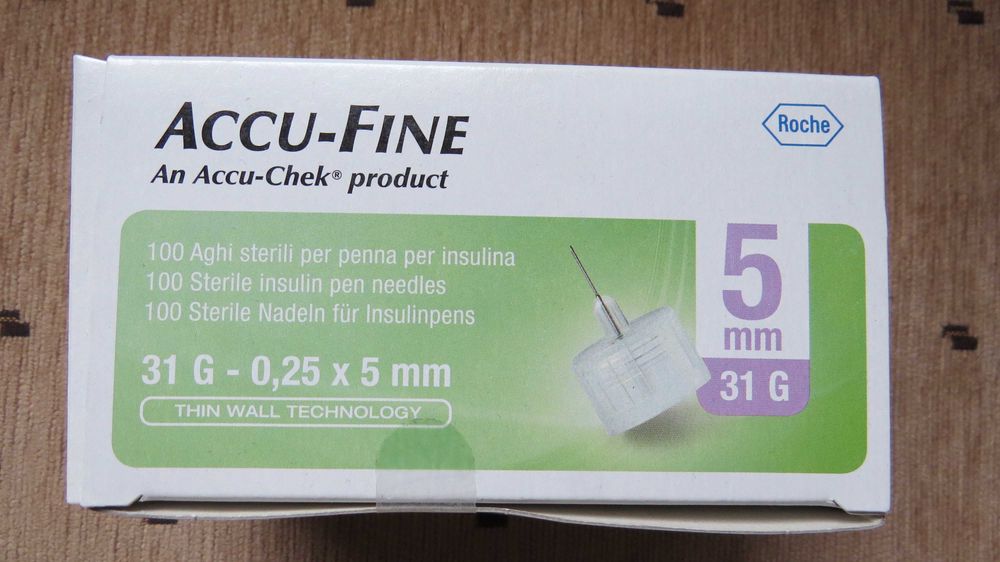 ACCU-FINE
An Accu-Chek® product
Roche
100 Aghi sterili per penna per insulina
100 Sterile insulin pen needles
100 Sterile Nadeln für Insulinpens
31 G - 0,25 x 5 mm
THIN WALL TECHNOLOGY
5
mm
31 G